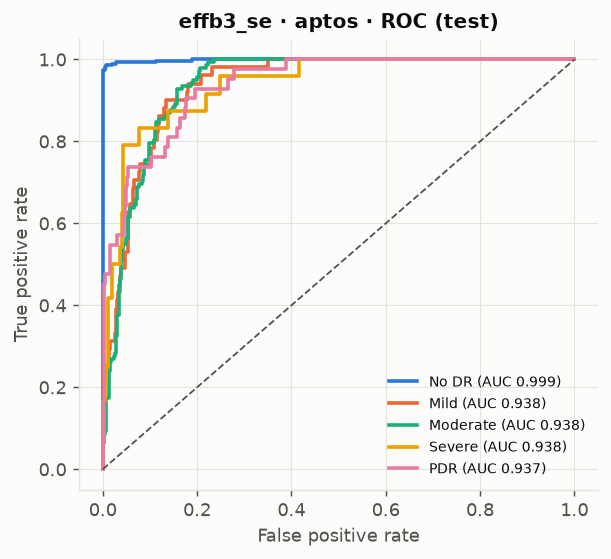 effb3_se · aptos · ROC (test)
True positive rate
1.0
0.8
0.6
0.4
0.2
0.0
No DR (AUC 0.999)
Mild (AUC 0.938)
Moderate (AUC 0.938)
Severe (AUC 0.938)
PDR (AUC 0.937)
0.0 0.2 0.4 0.6 0.8 1.0
False positive rate